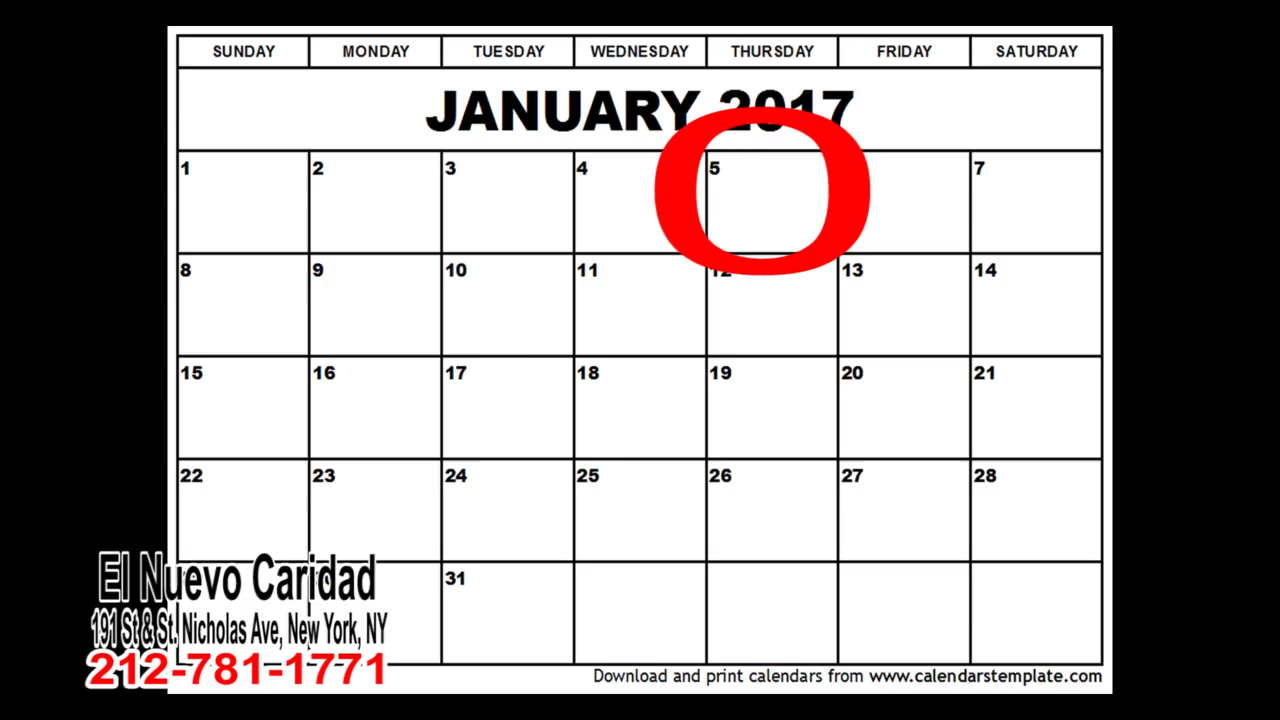 SUNDAY MONDAY TUESDAY WEDNESDAY THURSDAY FRIDAY SATURDAY
JANUARY 2017
1 2 3 4 5 7
8 9 10 11 12 13 14
15 16 17 18 19 20 21
22 23 24 25 26 27 28
31
El Nuevo Caridad
191 St & St. Nicholas Ave, New York, NY
212-781-1771
Download and print calendars from www.calendarstemplate.com